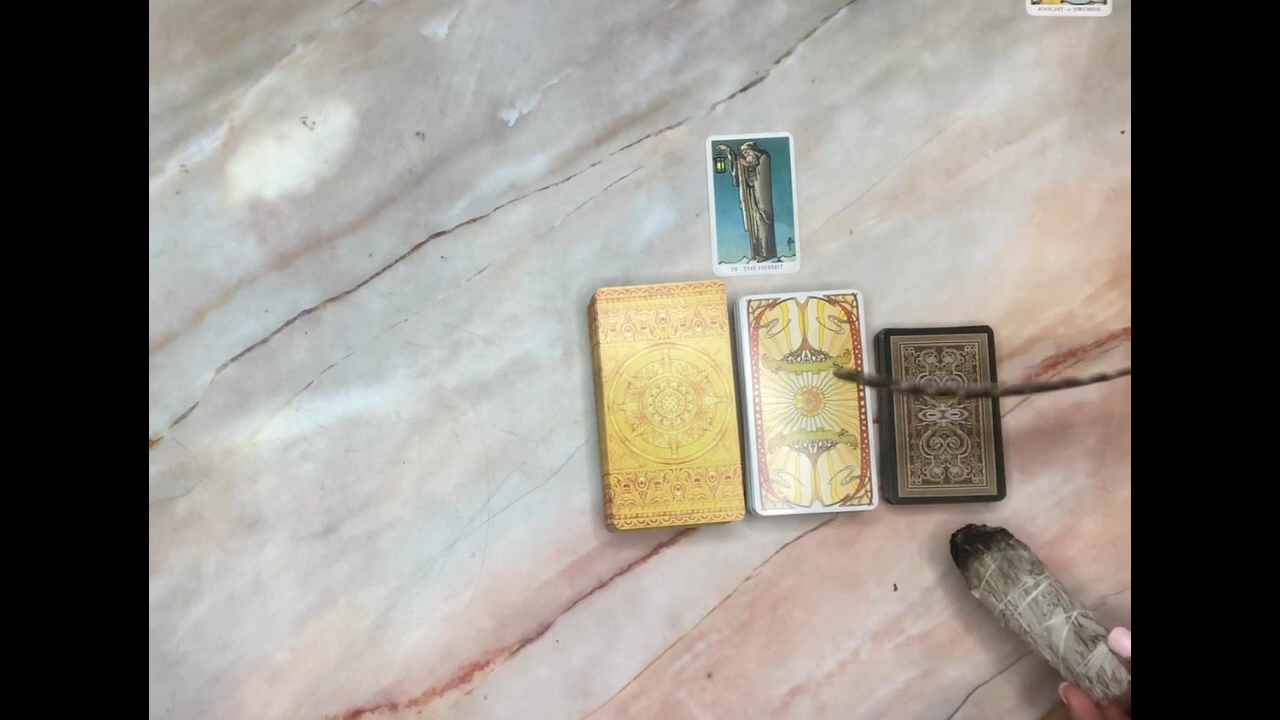 KNIGHT of SWORDS.
IX · THE HERMIT